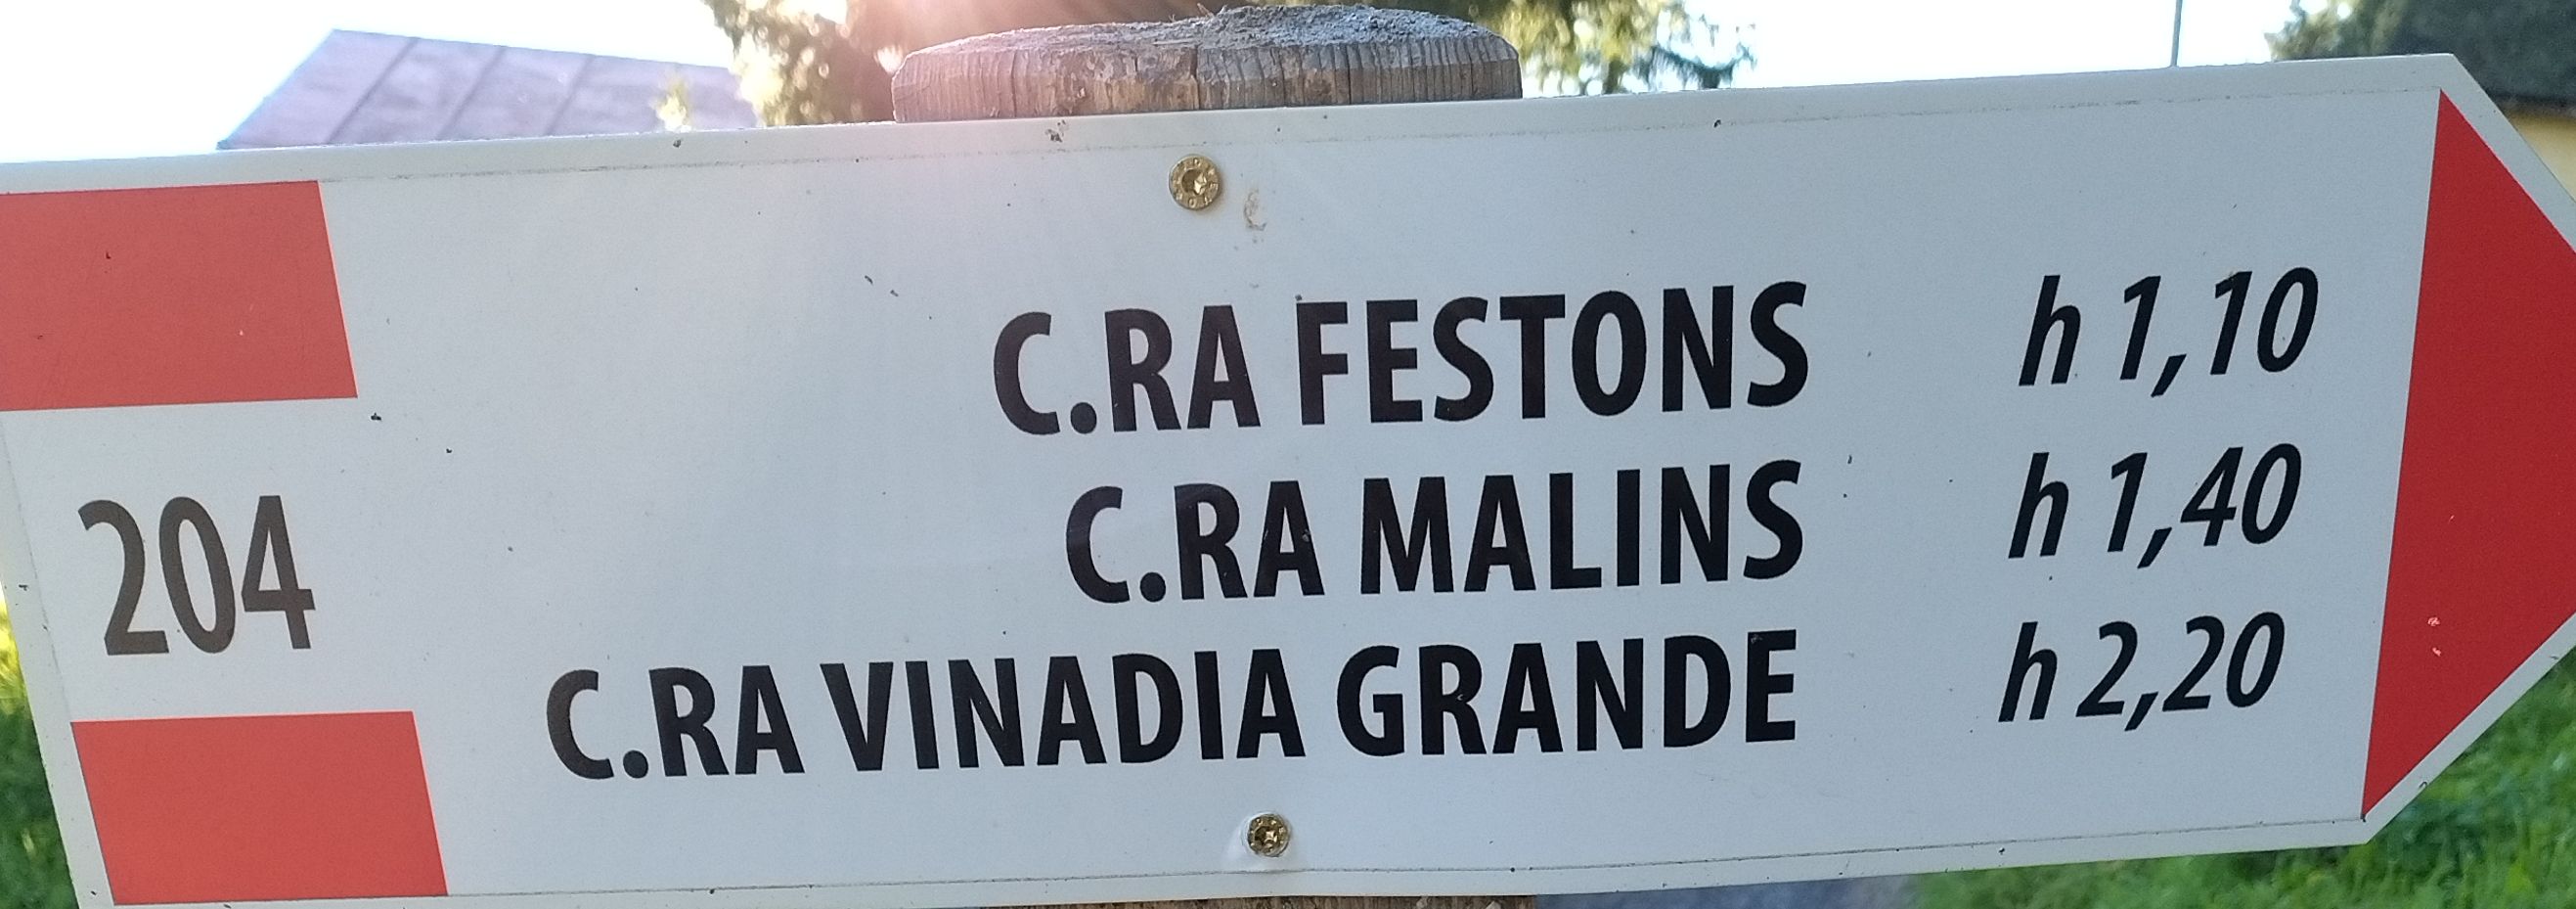 C.RA FESTONS h 1,10
C.RA MALINS h 1,40
204
C.RA VINADIA GRANDE h 2,20